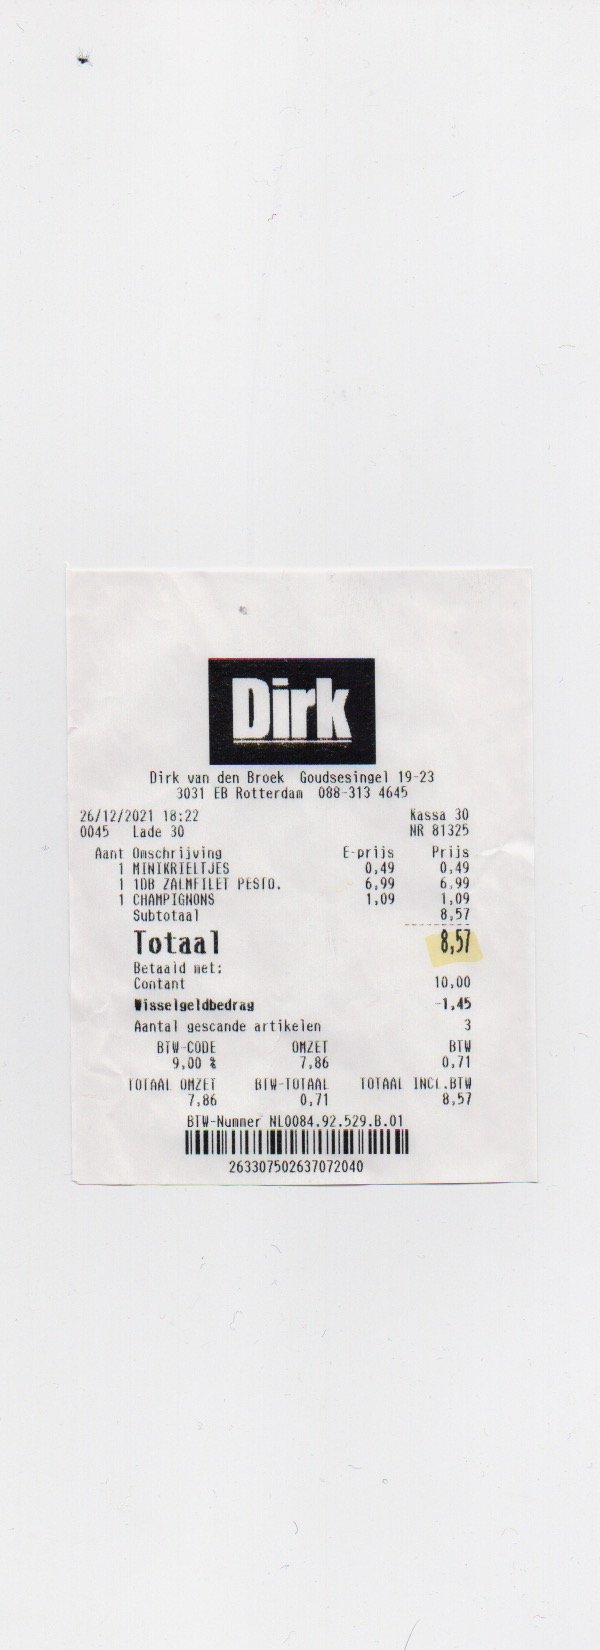 Dirk
Dirk van den Broek Goudsesingel 19-23
3031 EB Rotterdam 088-313 4645
26/12/2021 18:22 Kassa 30
0045 Lade 30 NR 81325
Aant Omschrijving E-prijs Prijs
1 MINIKRIELTJES 0,49 0,49
1 1DB ZALMFILET PESTO. 6,99 6,99
1 CHAMPIGNONS 1,09 1,09
Subtotaal 8,57
Totaal 8,57
Betaald met:
Contant 10,00
Wisselgeldbedrag -1,45
Aantal gescande artikelen 3
BTW-CODE OMZET BTW
9,00 % 7,86 0,71
TOTAAL OMZET BTW-TOTAAL TOTAAL INCL.BTW
7,86 0,71 8,57
BTW-Nummer NL0084.92.529.B.01
263307502637072040